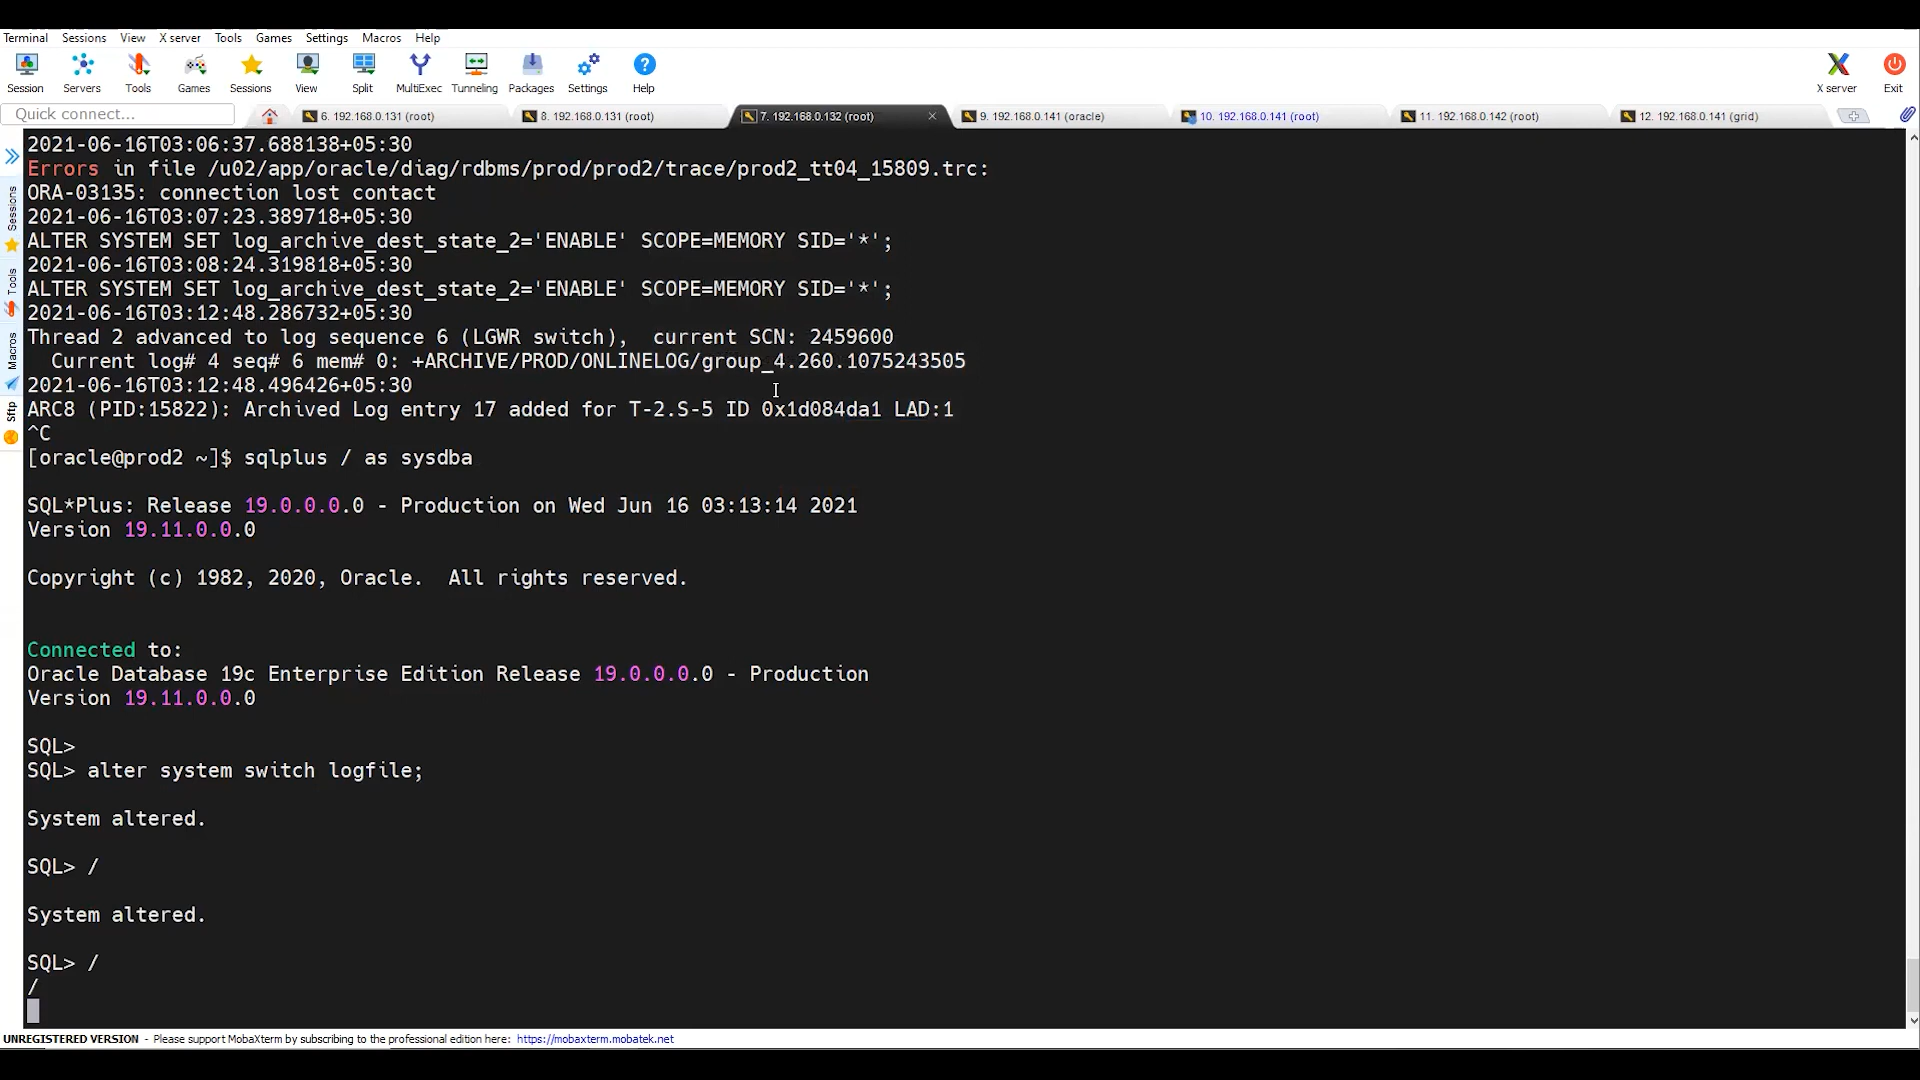 Terminal Sessions View X server Tools Games Settings Macros Help
Session Servers Tools Games Sessions View Split MultiExec Tunneling Packages Settings Help X server Exit
Quick connect... 6. 192.168.0.131 (root) 8. 192.168.0.131 (root) 7. 192.168.0.132 (root) 9. 192.168.0.141 (oracle) 10. 192.168.0.141 (root) 11. 192.168.0.142 (root) 12. 192.168.0.141 (grid)
Sessions
Tools
Macros
Sftp
2021-06-16T03:06:37.688138+05:30
Errors in file /u02/app/oracle/diag/rdbms/prod/prod2/trace/prod2_tt04_15809.trc:
ORA-03135: connection lost contact
2021-06-16T03:07:23.389718+05:30
ALTER SYSTEM SET log_archive_dest_state_2='ENABLE' SCOPE=MEMORY SID='*';
2021-06-16T03:08:24.319818+05:30
ALTER SYSTEM SET log_archive_dest_state_2='ENABLE' SCOPE=MEMORY SID='*';
2021-06-16T03:12:48.286732+05:30
Thread 2 advanced to log sequence 6 (LGWR switch),  current SCN: 2459600
  Current log# 4 seq# 6 mem# 0: +ARCHIVE/PROD/ONLINELOG/group_4.260.1075243505
2021-06-16T03:12:48.496426+05:30
ARC8 (PID:15822): Archived Log entry 17 added for T-2.S-5 ID 0x1d084da1 LAD:1
^C
[oracle@prod2 ~]$ sqlplus / as sysdba
SQL*Plus: Release 19.0.0.0.0 - Production on Wed Jun 16 03:13:14 2021
Version 19.11.0.0.0
Copyright (c) 1982, 2020, Oracle.  All rights reserved.
Connected to:
Oracle Database 19c Enterprise Edition Release 19.0.0.0.0 - Production
Version 19.11.0.0.0
SQL>
SQL> alter system switch logfile;
System altered.
SQL> /
System altered.
SQL> /
/
UNREGISTERED VERSION - Please support MobaXterm by subscribing to the professional edition here: https://mobaxterm.mobatek.net